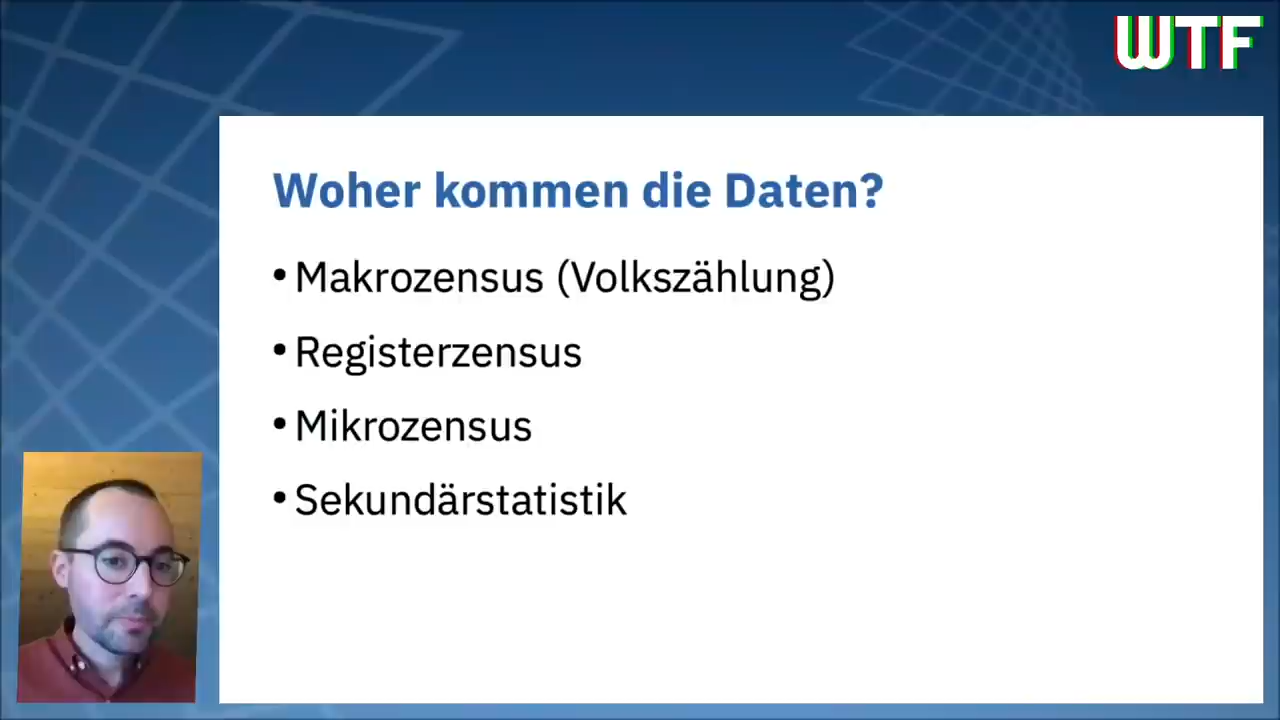 WTF
Woher kommen die Daten?
• Makrozensus (Volkszählung)
• Registerzensus
• Mikrozensus
• Sekundärstatistik